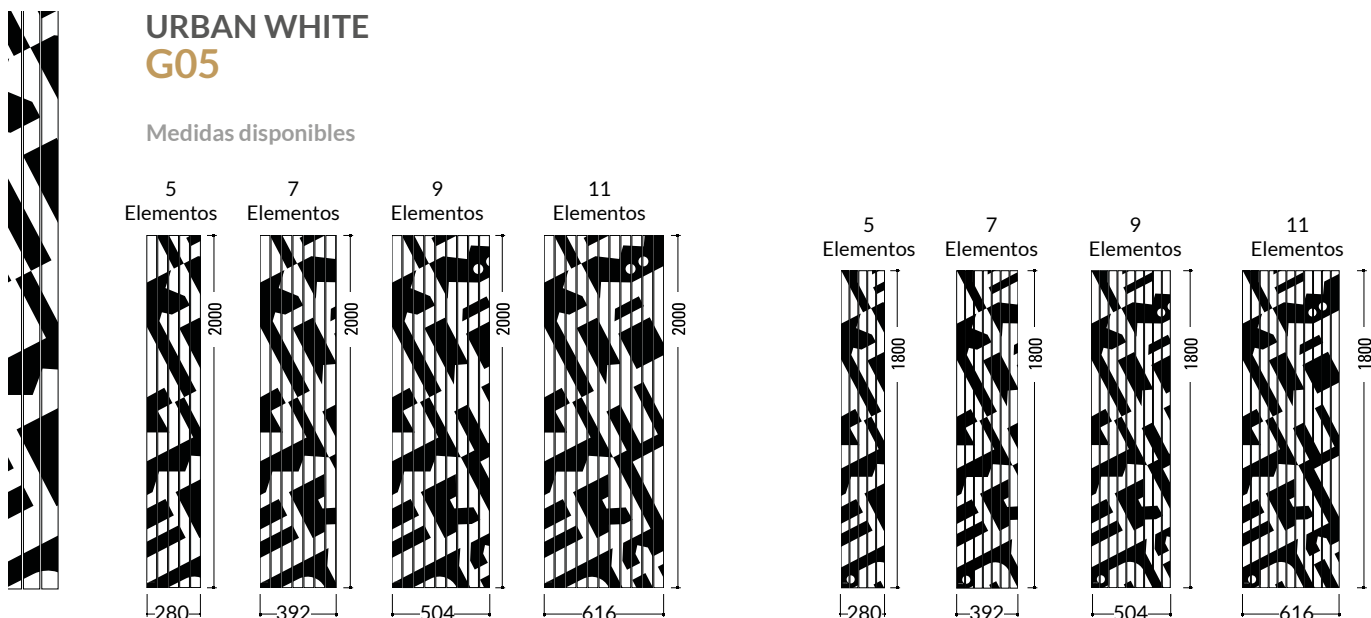 URBAN WHITE
G05
Medidas disponibles
5
Elementos
7
Elementos
9
Elementos
11
Elementos
2000
2000
2000
2000
280
392
504
616
5
Elementos
7
Elementos
9
Elementos
11
Elementos
1800
1800
1800
1800
280
392
504
616